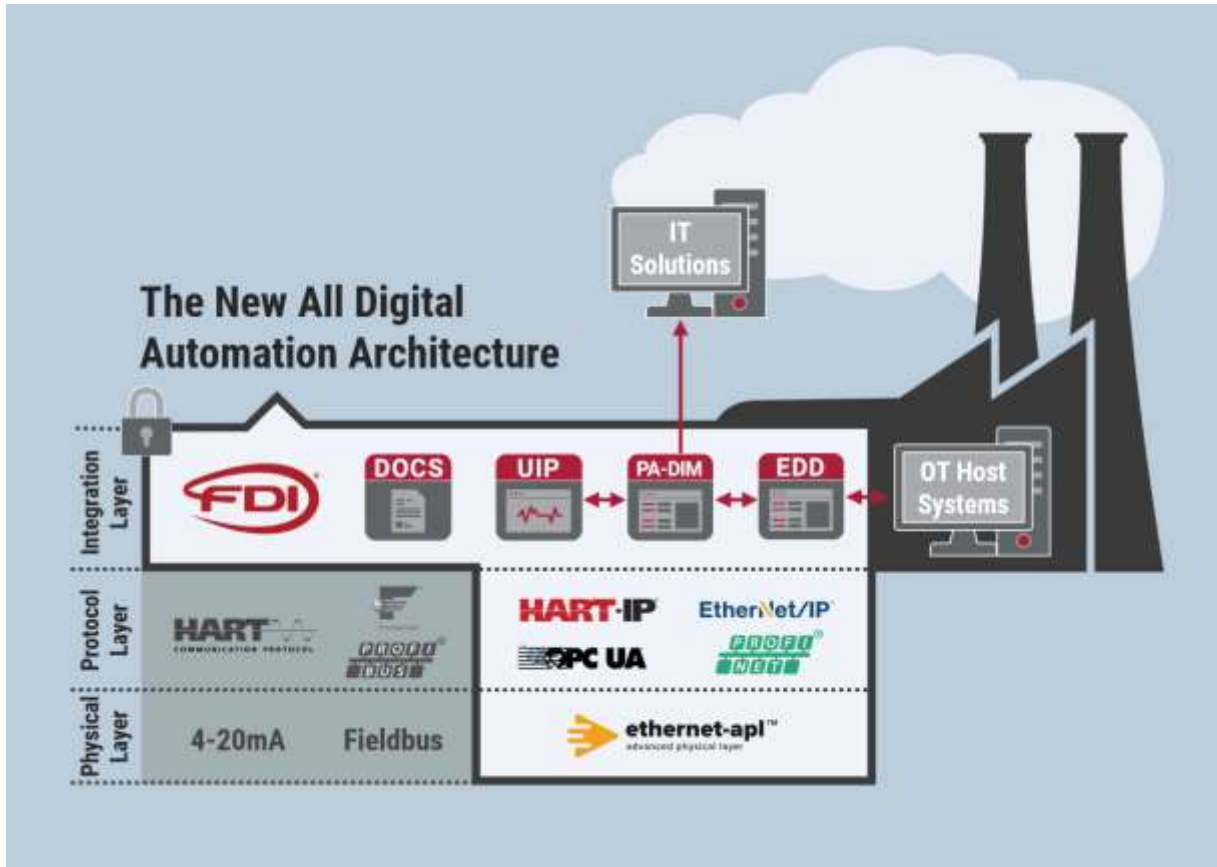 IT
Solutions
The New All Digital
Automation Architecture
Integration
Layer
FDI
DOCS
UIP
PA-DIM
EDD
OT Host
Systems
Protocol
Layer
HART
COMMUNICATION PROTOCOL
F
PROFI
BUS
HART·IP
EtherNet/IP
OPC UA
PROFI
NET
Physical
Layer
4-20mA
Fieldbus
ethernet-apl™
advanced physical layer